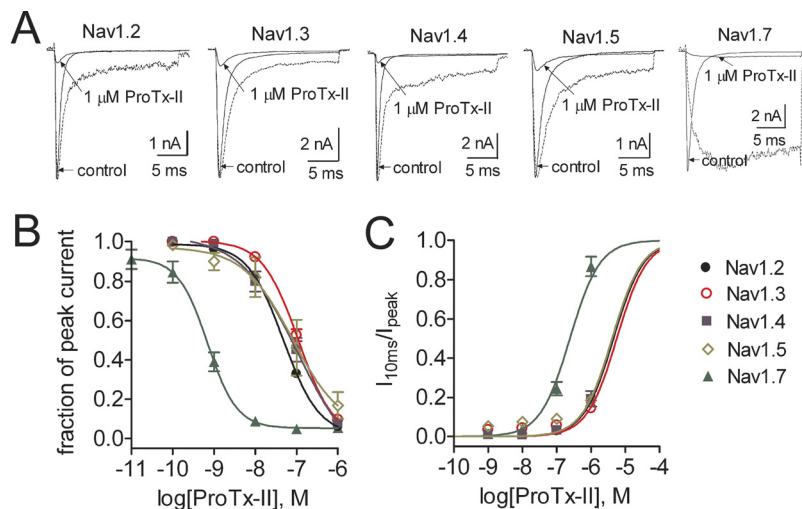 A
Nav1.2
Nav1.3
Nav1.4
Nav1.5
Nav1.7
1 μM ProTx-II
1 μM ProTx-II
1 μM ProTx-II
1 μM ProTx-II
1 μM ProTx-II
1 nA
5 ms
control
2 nA
5 ms
2 nA
5 ms
1 nA
5 ms
control
2 nA
5 ms
control
B
fraction of peak current
1.0
0.8
0.6
0.4
0.2
0.0
-11 -10 -9 -8 -7 -6
log[ProTx-II], M
C
I10ms/Ipeak
1.0
0.8
0.6
0.4
0.2
0.0
-10 -9 -8 -7 -6 -5 -4
log[ProTx-II], M
Nav1.2
Nav1.3
Nav1.4
Nav1.5
Nav1.7